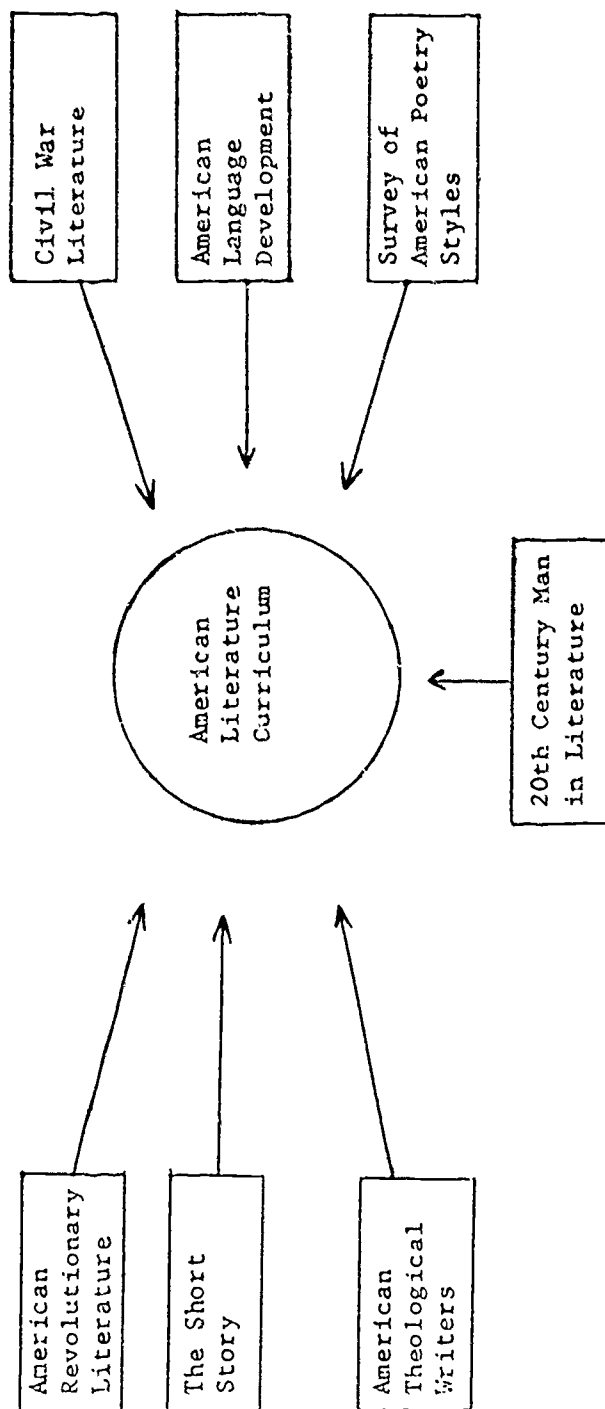 American
Revolutionary
Literature
The Short
Story
American
Theological
Writers
American
Literature
Curriculum
20th Century Man
in Literature
Civil War
Literature
American
Language
Development
Survey of
American Poetry
Styles